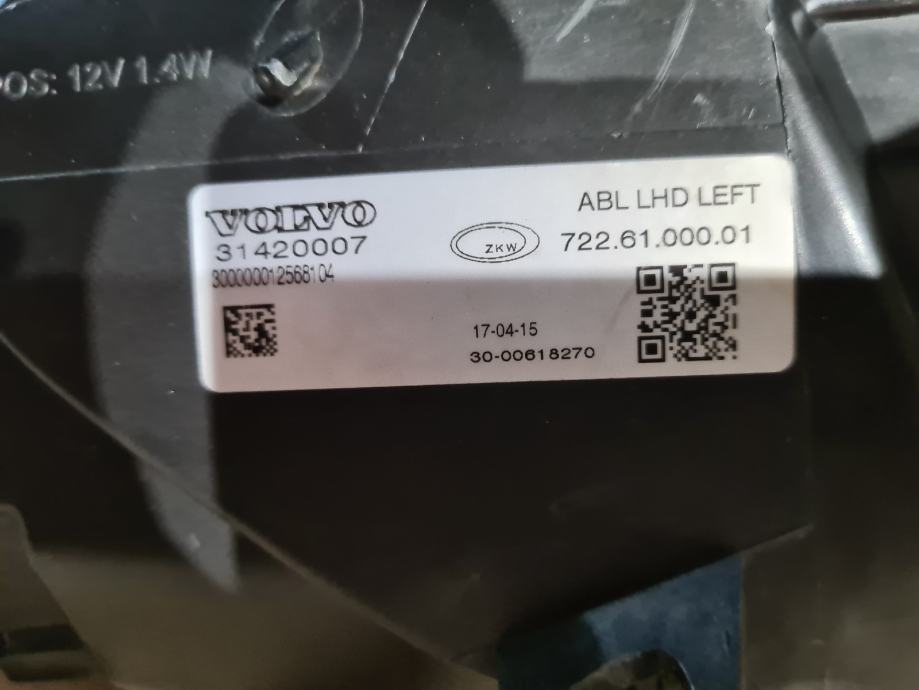 POS: 12V 1.4W
VOLVO
31420007
300000012568104
ABL LHD LEFT
ZKW
722.61.000.01
17-04-15
30-00618270